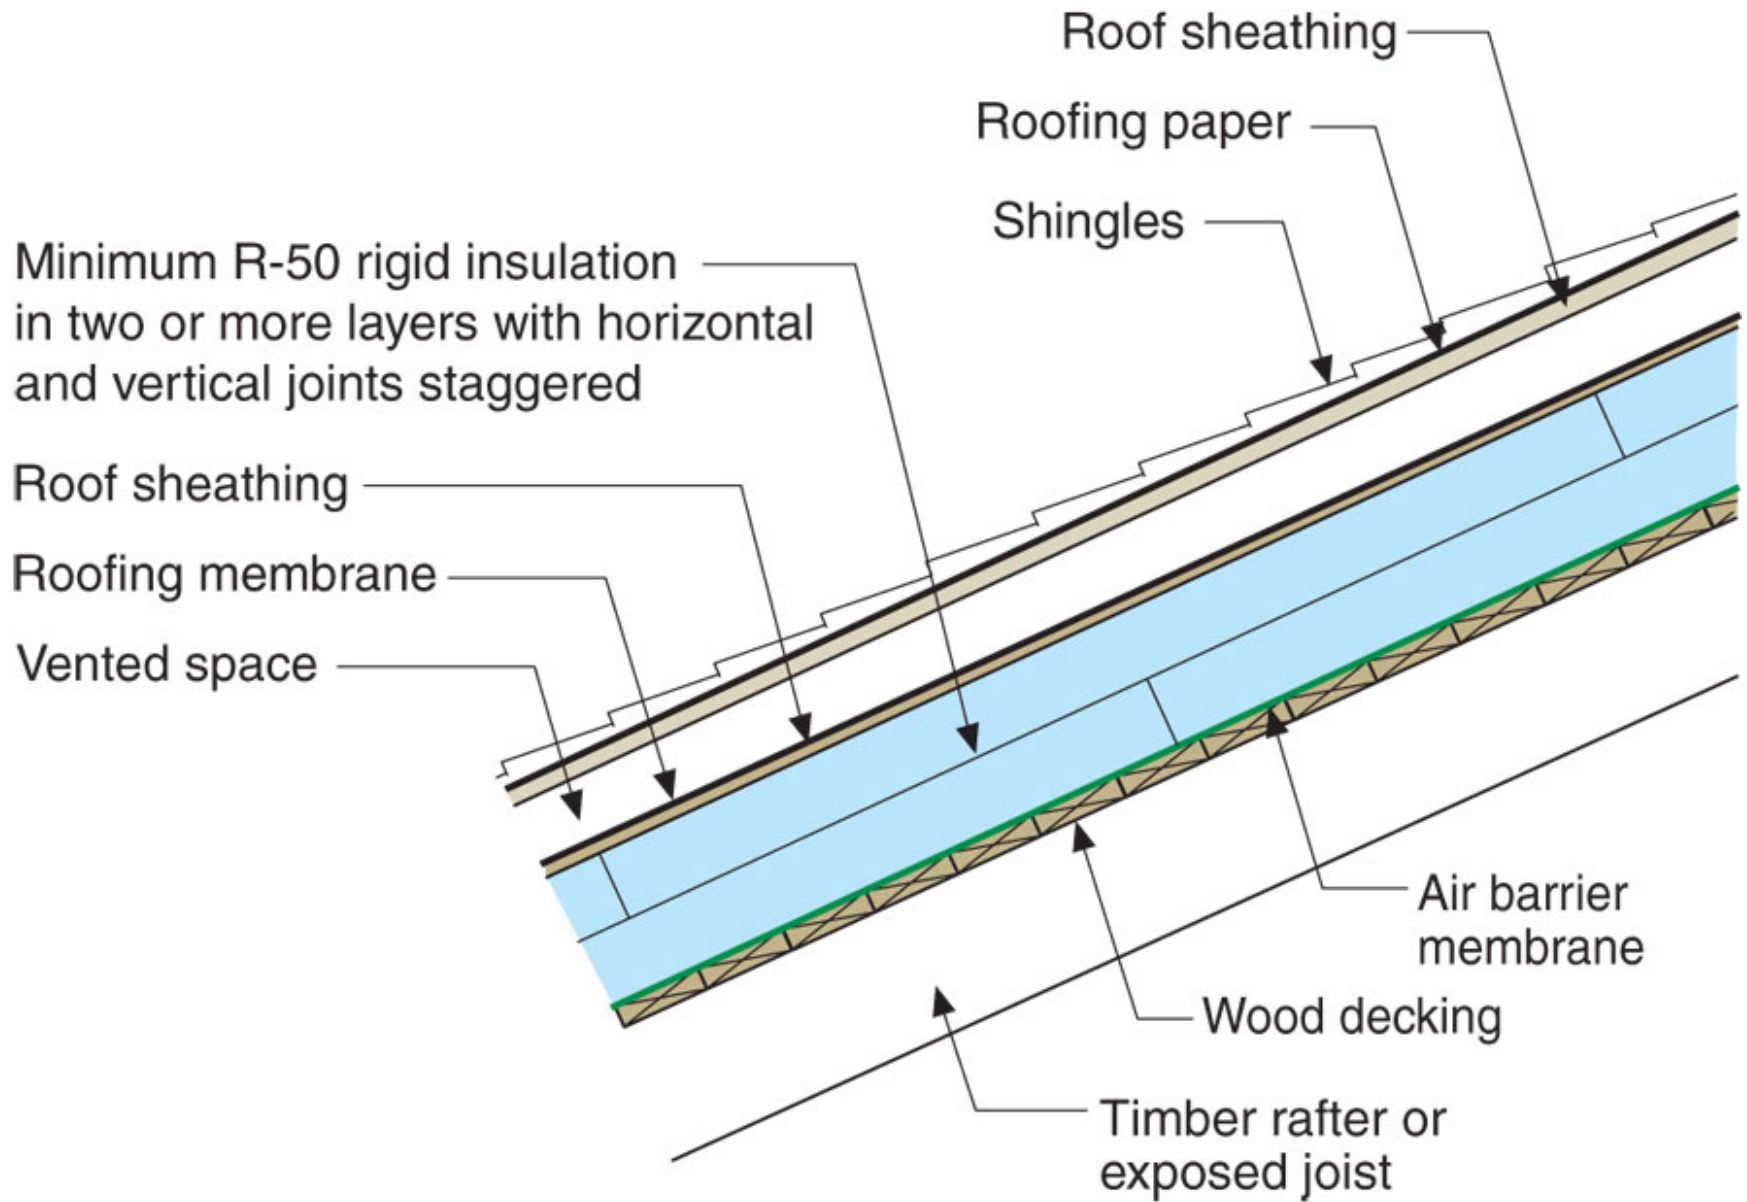 Roof sheathing
Roofing paper
Shingles
Minimum R-50 rigid insulation
in two or more layers with horizontal
and vertical joints staggered
Roof sheathing
Roofing membrane
Vented space
Air barrier
membrane
Wood decking
Timber rafter or
exposed joist